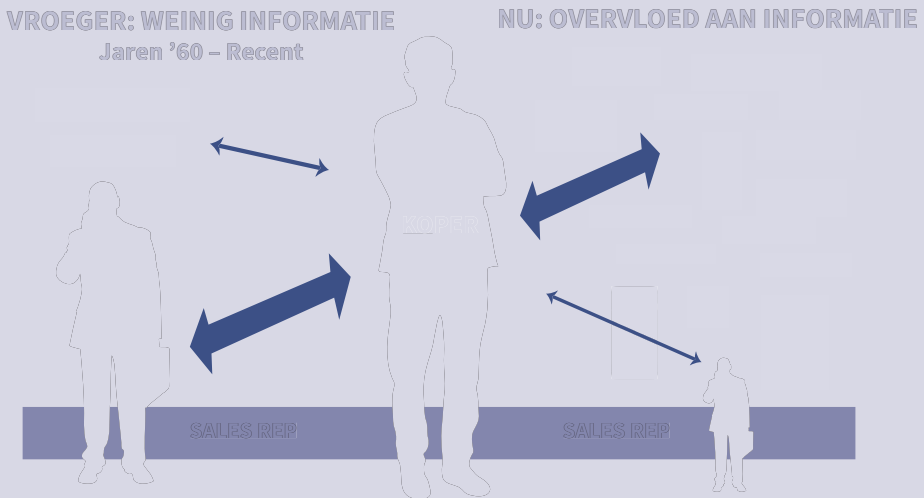 VROEGER: WEINIG INFORMATIE
Jaren ’60 – Recent
NU: OVERVLOED AAN INFORMATIE
KOPER
SALES REP
SALES REP